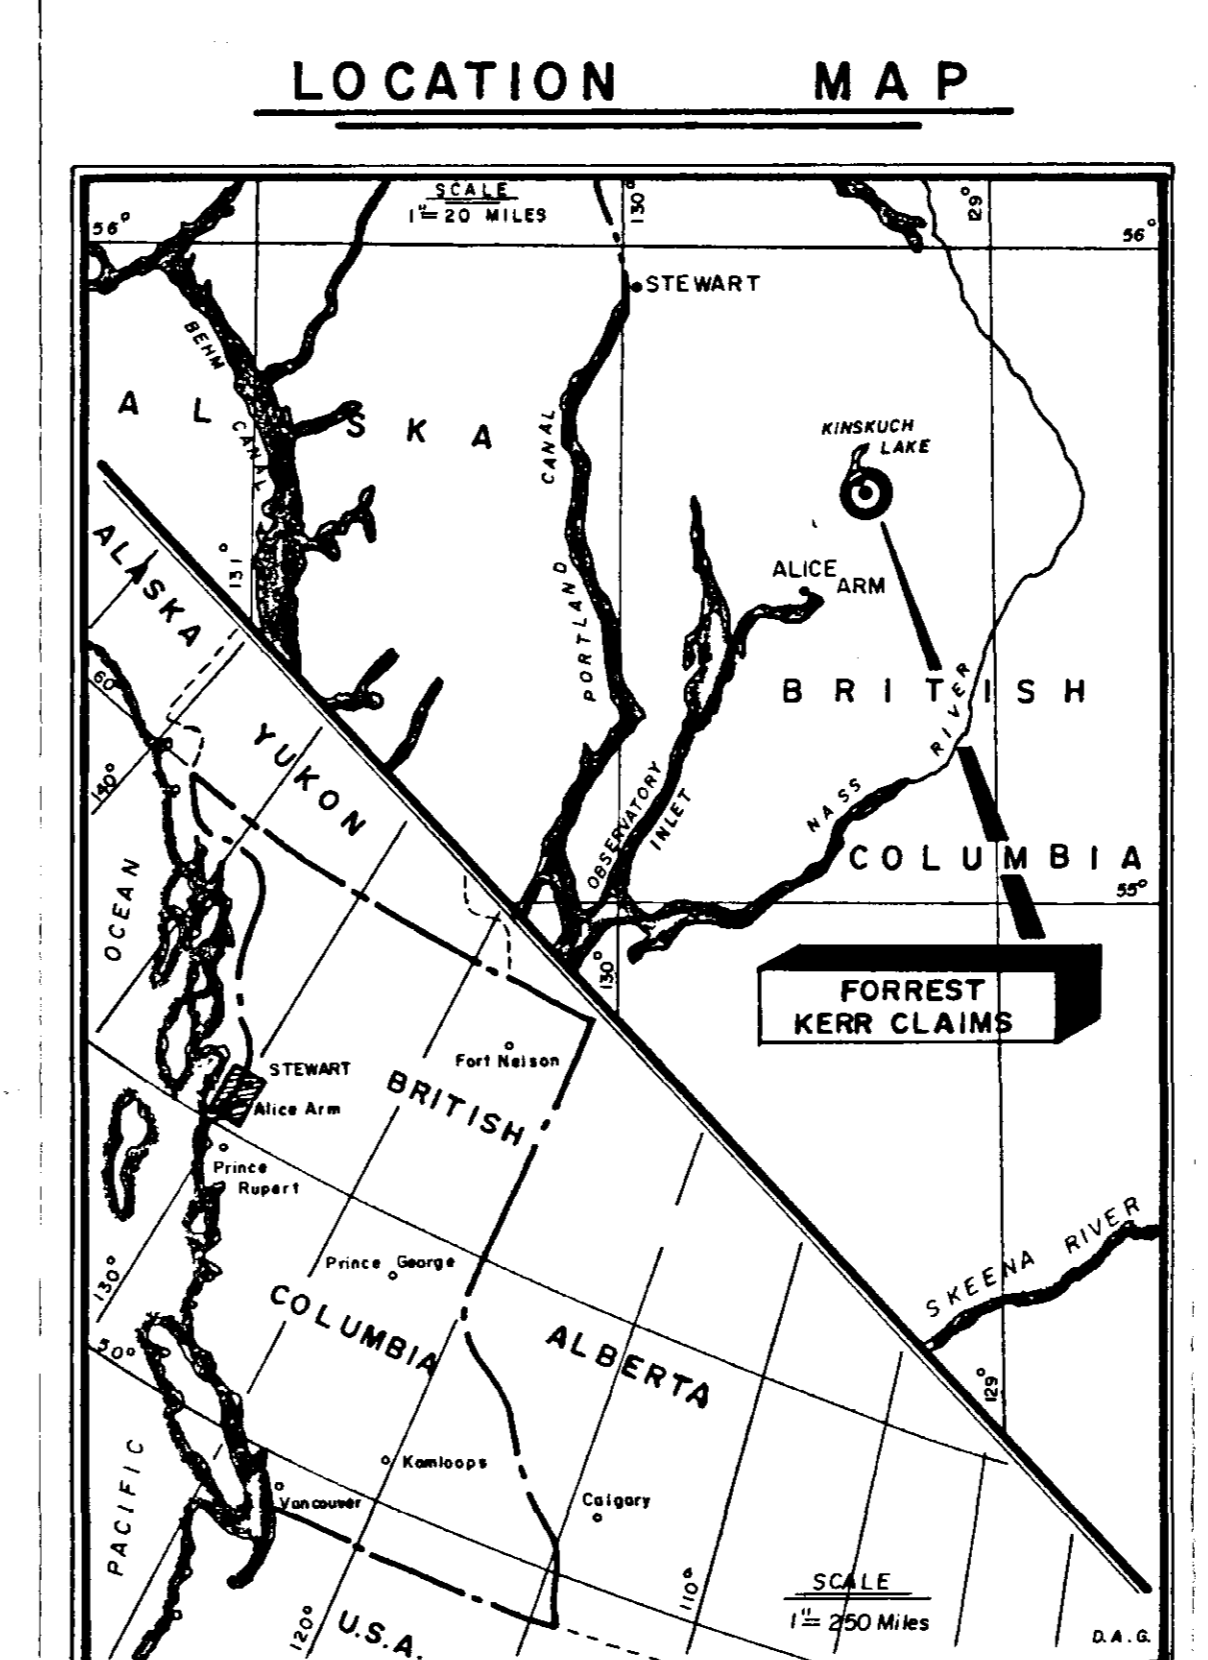 LOCATION MAP
SCALE
1"= 20 MILES
130°
129°
56°
56°
STEWART
BEHM
CANAL
ALASKA
KINSKUCH
LAKE
PORTLAND CANAL
ALICE
ARM
131°
ALASKA
BRITISH
COLUMBIA
NASS RIVER
OBSERVATORY
INLET
60°
140°
YUKON
55°
130°
FORREST
KERR CLAIMS
OCEAN
Fort Nelson
STEWART
Alice Arm
BRITISH
Prince
Rupert
SKEENA RIVER
Prince George
130°
COLUMBIA
ALBERTA
50°
129°
PACIFIC
Kamloops
Vancouver
Calgary
SCALE
1"= 250 Miles
110°
120°
U.S.A.
D.A.G.